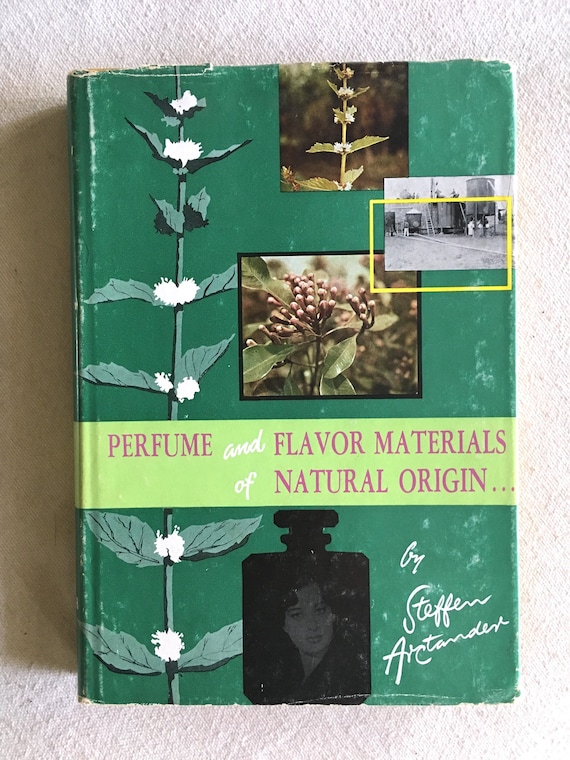 PERFUME and FLAVOR MATERIALS
of NATURAL ORIGIN...
by
Steffen
Arctander